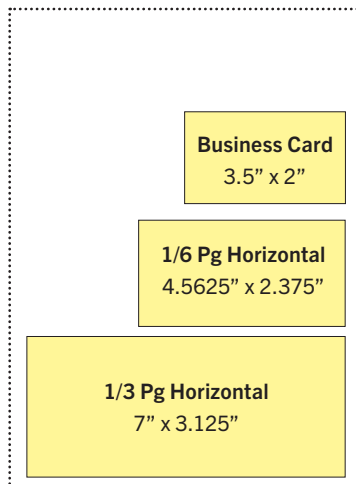 Business Card
3.5” x 2”
1/6 Pg Horizontal
4.5625” x 2.375”
1/3 Pg Horizontal
7” x 3.125”